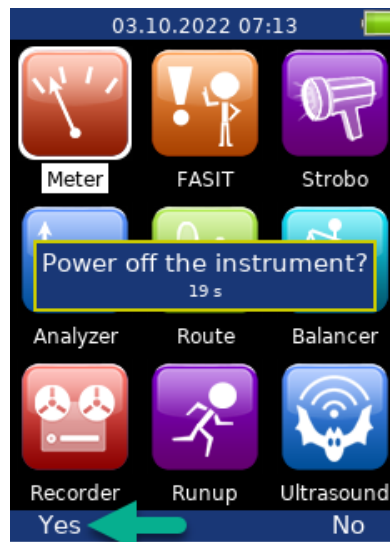 03.10.2022 07:13
Meter FASIT Strobo
Power off the instrument?
19 s
Analyzer Route Balancer
Recorder Runup Ultrasound
Yes No